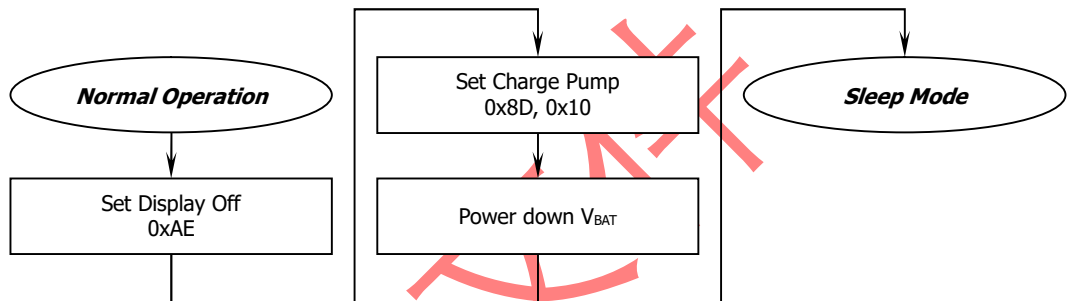 Normal Operation
Set Display Off
0xAE
Set Charge Pump
0x8D, 0x10
Power down VBAT
Sleep Mode